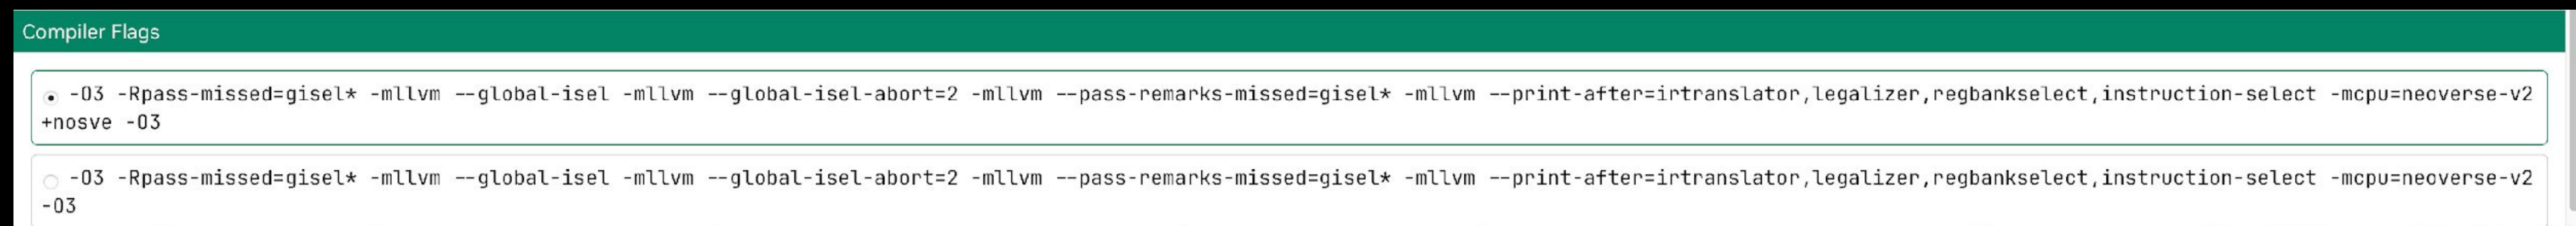 Compiler Flags
-O3 -Rpass-missed=gisel* -mllvm --global-isel -mllvm --global-isel-abort=2 -mllvm --pass-remarks-missed=gisel* -mllvm --print-after=irtranslator,legalizer,regbankselect,instruction-select -mcpu=neoverse-v2
+nosve -O3
-O3 -Rpass-missed=gisel* -mllvm --global-isel -mllvm --global-isel-abort=2 -mllvm --pass-remarks-missed=gisel* -mllvm --print-after=irtranslator,legalizer,regbankselect,instruction-select -mcpu=neoverse-v2
-O3